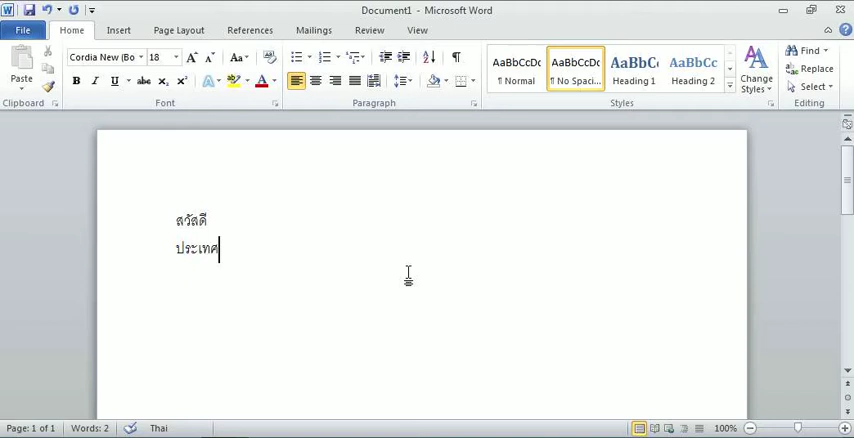 Document1 - Microsoft Word
File Home Insert Page Layout References Mailings Review View
Paste
Cordia New (Bo 18
Aa
B I U abc x₂ x² A ab A
AaBbCcDc AaBbCcDc AaBbC AaBbCc
¶ Normal ¶ No Spaci... Heading 1 Heading 2
Change Styles
Find
Replace
Select
Clipboard Font Paragraph Styles Editing
สวัสดี
ประเทศ
Page: 1 of 1 Words: 2 Thai 100%